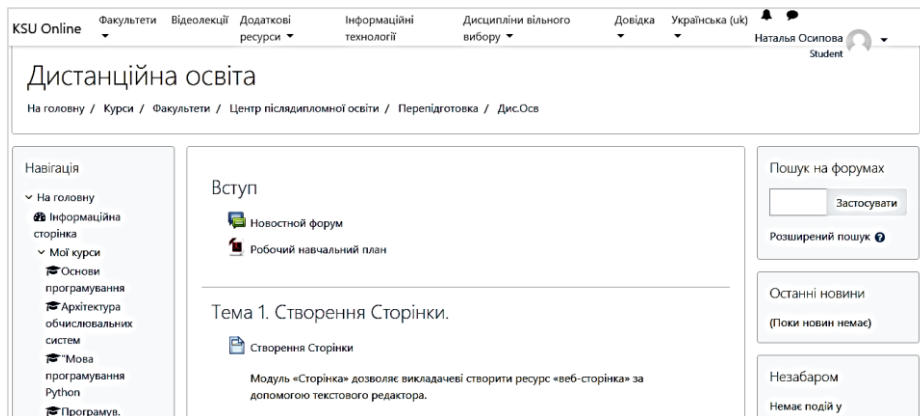 KSU Online
Факультети
Відеолекції
Додаткові
ресурси
Інформаційні
технології
Дисципліни вільного
вибору
Довідка
Українська (uk)
Наталья Осипова
Student
Дистанційна освіта
На головну / Курси / Факультети / Центр післядипломної освіти / Перепідготовка / Дис.Осв
Навігація
На головну
Інформаційна
сторінка
Мої курси
Основи
програмування
Архітектура
обчислювальних
систем
"Мова
програмування
Python
Програмув.
Вступ
Новостной форум
Робочий навчальний план
Тема 1. Створення Сторінки.
Створення Сторінки
Модуль «Сторінка» дозволяє викладачеві створити ресурс «веб-сторінка» за
допомогою текстового редактора.
Пошук на форумах
Застосувати
Розширений пошук
Останні новини
(Поки новин немає)
Незабаром
Немає подій у